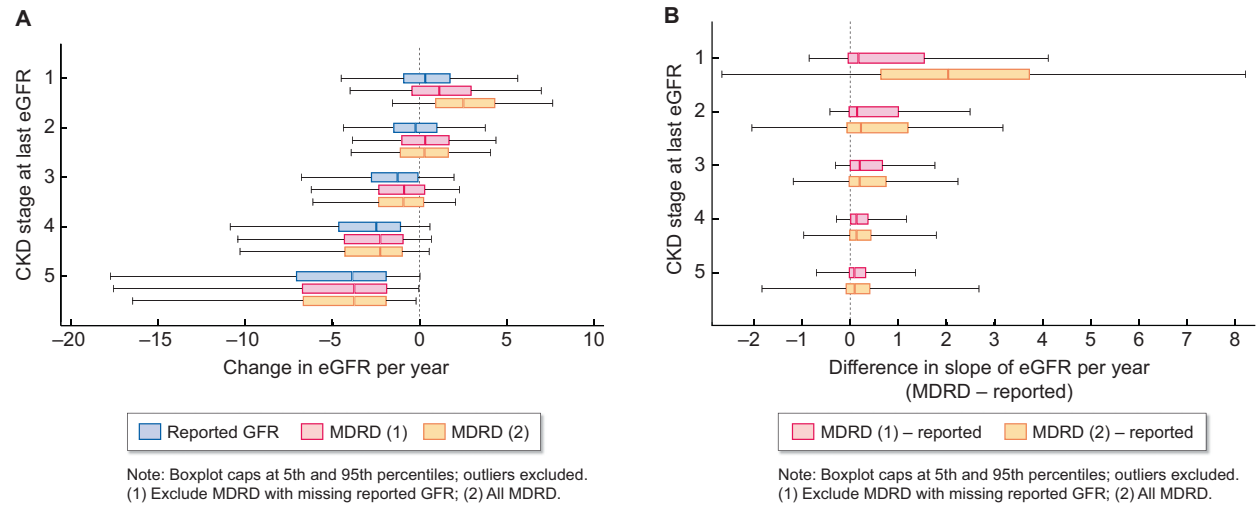 A
CKD stage at last eGFR
1
2
3
4
5
–20
–15
–10
–5
0
5
10
Change in eGFR per year
Reported GFR
MDRD (1)
MDRD (2)
Note: Boxplot caps at 5th and 95th percentiles; outliers excluded.
(1) Exclude MDRD with missing reported GFR; (2) All MDRD.
B
CKD stage at last eGFR
1
2
3
4
5
–2
–1
0
1
2
3
4
5
6
7
8
Difference in slope of eGFR per year
(MDRD – reported)
MDRD (1) – reported
MDRD (2) – reported
Note: Boxplot caps at 5th and 95th percentiles; outliers excluded.
(1) Exclude MDRD with missing reported GFR; (2) All MDRD.